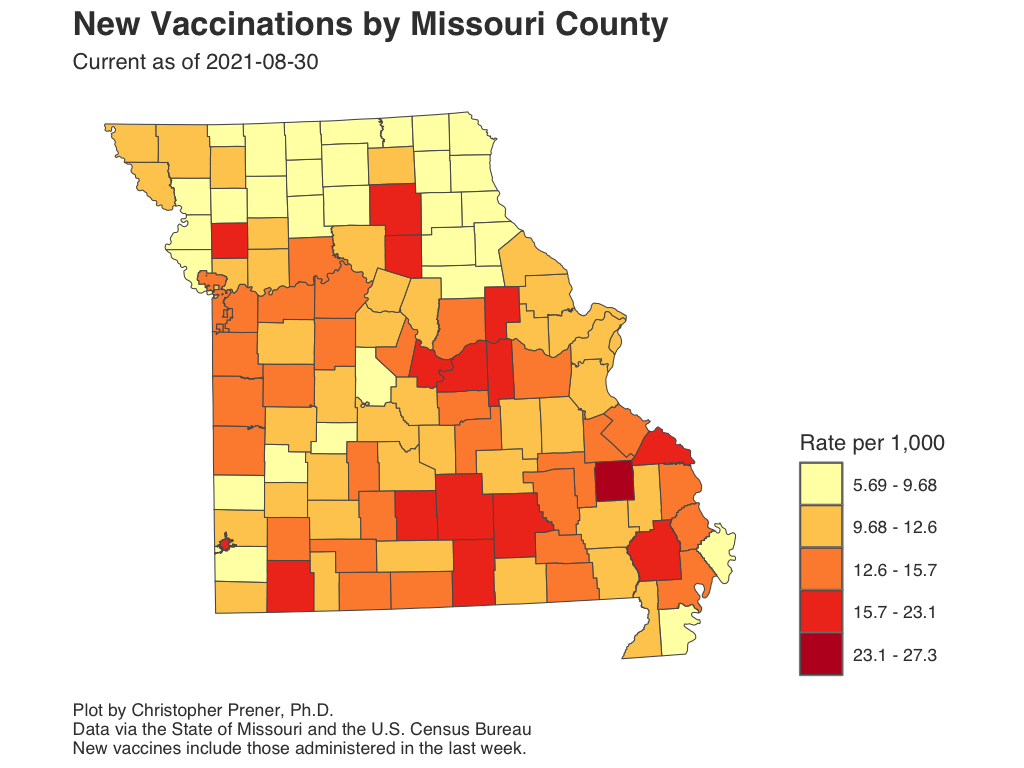 New Vaccinations by Missouri County
Current as of 2021-08-30
Rate per 1,000
5.69 - 9.68
9.68 - 12.6
12.6 - 15.7
15.7 - 23.1
23.1 - 27.3
Plot by Christopher Prener, Ph.D.
Data via the State of Missouri and the U.S. Census Bureau
New vaccines include those administered in the last week.